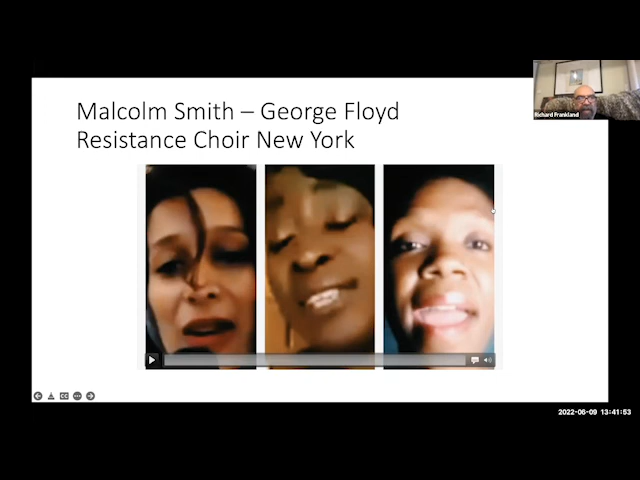 Malcolm Smith – George Floyd
Resistance Choir New York
Richard Frankland
2022-06-09 13:41:53